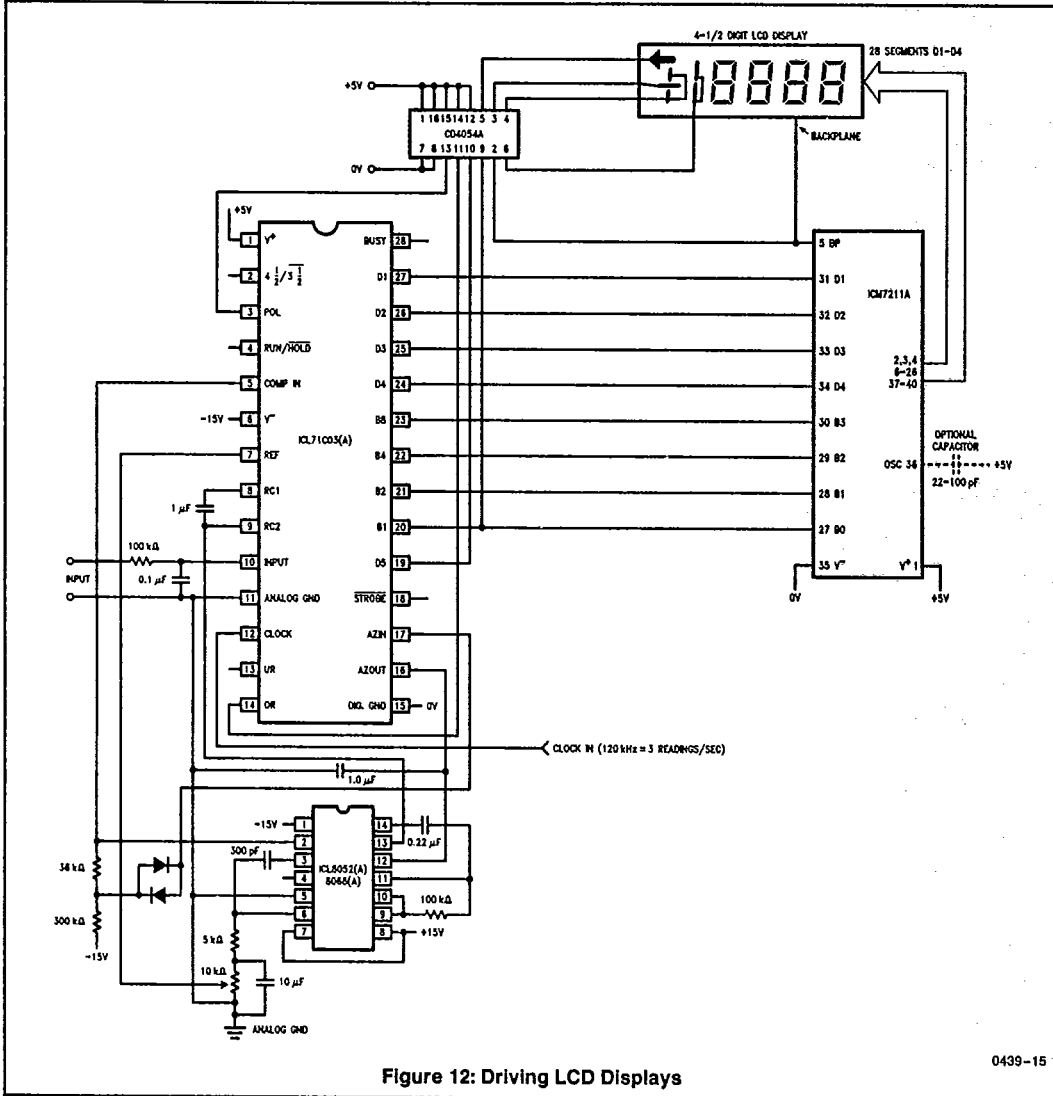 4-1/2 DIGIT LCD DISPLAY
28 SEGMENTS D1-D4
+5V
1 16 15 14 12 5 3 4
CD4054A
7 8 13 11 10 9 2 6
0V
BACKPLANE
+5V
1 V+
2 4 1/2 / 3 1/2
3 POL
4 RUN/HOLD
5 COMP IN
-15V 6 V-
7 REF
8 RC1
1 µF
9 RC2
100 kΩ
10 INPUT
INPUT
0.1 µF
11 ANALOG GND
12 CLOCK
13 UR
14 OR
ICL71C03(A)
BUSY 28
D1 27
D2 26
D3 25
D4 24
B8 23
B4 22
B2 21
B1 20
D5 19
STROBE 18
AZIN 17
AZOUT 16
DIG. GND 15 0V
5 BP
31 D1
ICM7211A
32 D2
33 D3
34 D4
2,3,4
6-26
37-40
30 B3
29 B2
28 B1
27 B0
OPTIONAL
CAPACITOR
OSC 36
+5V
22-100 pF
35 V-
V+ 1
0V
+5V
CLOCK IN (120 kHz = 3 READINGS/SEC)
1.0 µF
-15V
1
2
3
4
5
6
7
ICL8052(A)
8068(A)
14
13
12
11
10
9
8
0.22 µF
300 pF
36 kΩ
300 kΩ
-15V
100 kΩ
+15V
5 kΩ
10 kΩ
10 µF
ANALOG GND
Figure 12: Driving LCD Displays
0439-15